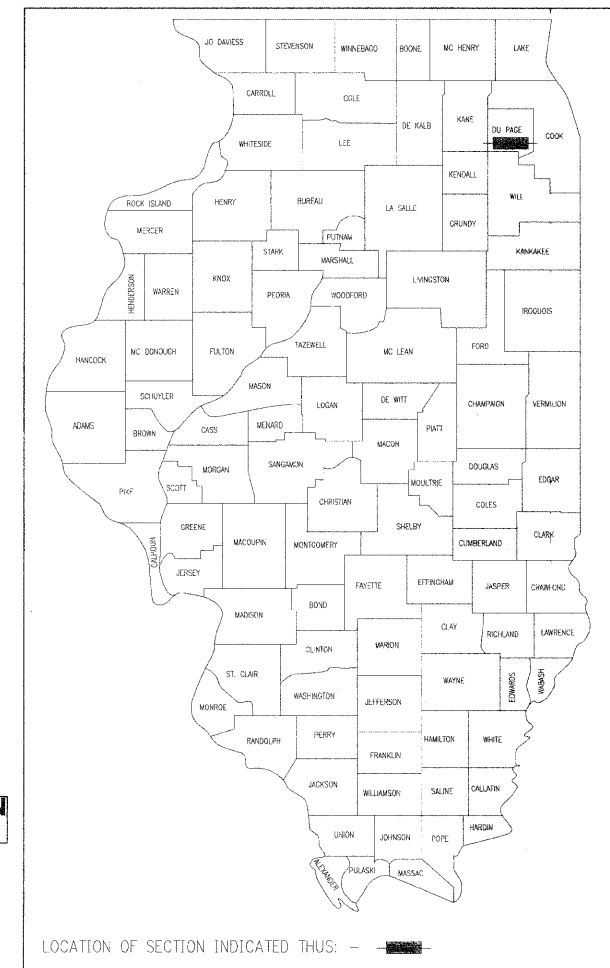 JO DAVIESS STEVENSON WINNEBAGO BOONE MC HENRY LAKE
CARROLL OGLE
DE KALB KANE DU PAGE COOK
WHITESIDE LEE
KENDALL WILL
ROCK ISLAND HENRY BUREAU LA SALLE GRUNDY
MERCER PUTNAM
STARK MARSHALL KANKAKEE
HENDERSON WARREN KNOX PEORIA WOODFORD LIVINGSTON
IROQUOIS
TAZEWELL FORD
HANCOCK MC DONOUGH FULTON MC LEAN
MASON
SCHUYLER LOGAN DE WITT CHAMPAIGN VERMILION
ADAMS BROWN CASS MENARD PIATT
MACON
MORGAN SANGAMON DOUGLAS
PIKE SCOTT CHRISTIAN MOULTRIE COLES EDGAR
GREENE MACOUPIN MONTGOMERY SHELBY
CALHOUN CUMBERLAND CLARK
JERSEY FAYETTE EFFINGHAM JASPER CRAWFORD
MADISON BOND
CLAY RICHLAND LAWRENCE
CLINTON MARION
ST. CLAIR WAYNE EDWARDS WABASH
WASHINGTON JEFFERSON
MONROE
RANDOLPH PERRY HAMILTON WHITE
FRANKLIN
JACKSON WILLIAMSON SALINE GALLATIN
UNION JOHNSON POPE HARDIN
ALEXANDER PULASKI MASSAC
LOCATION OF SECTION INDICATED THUS: -